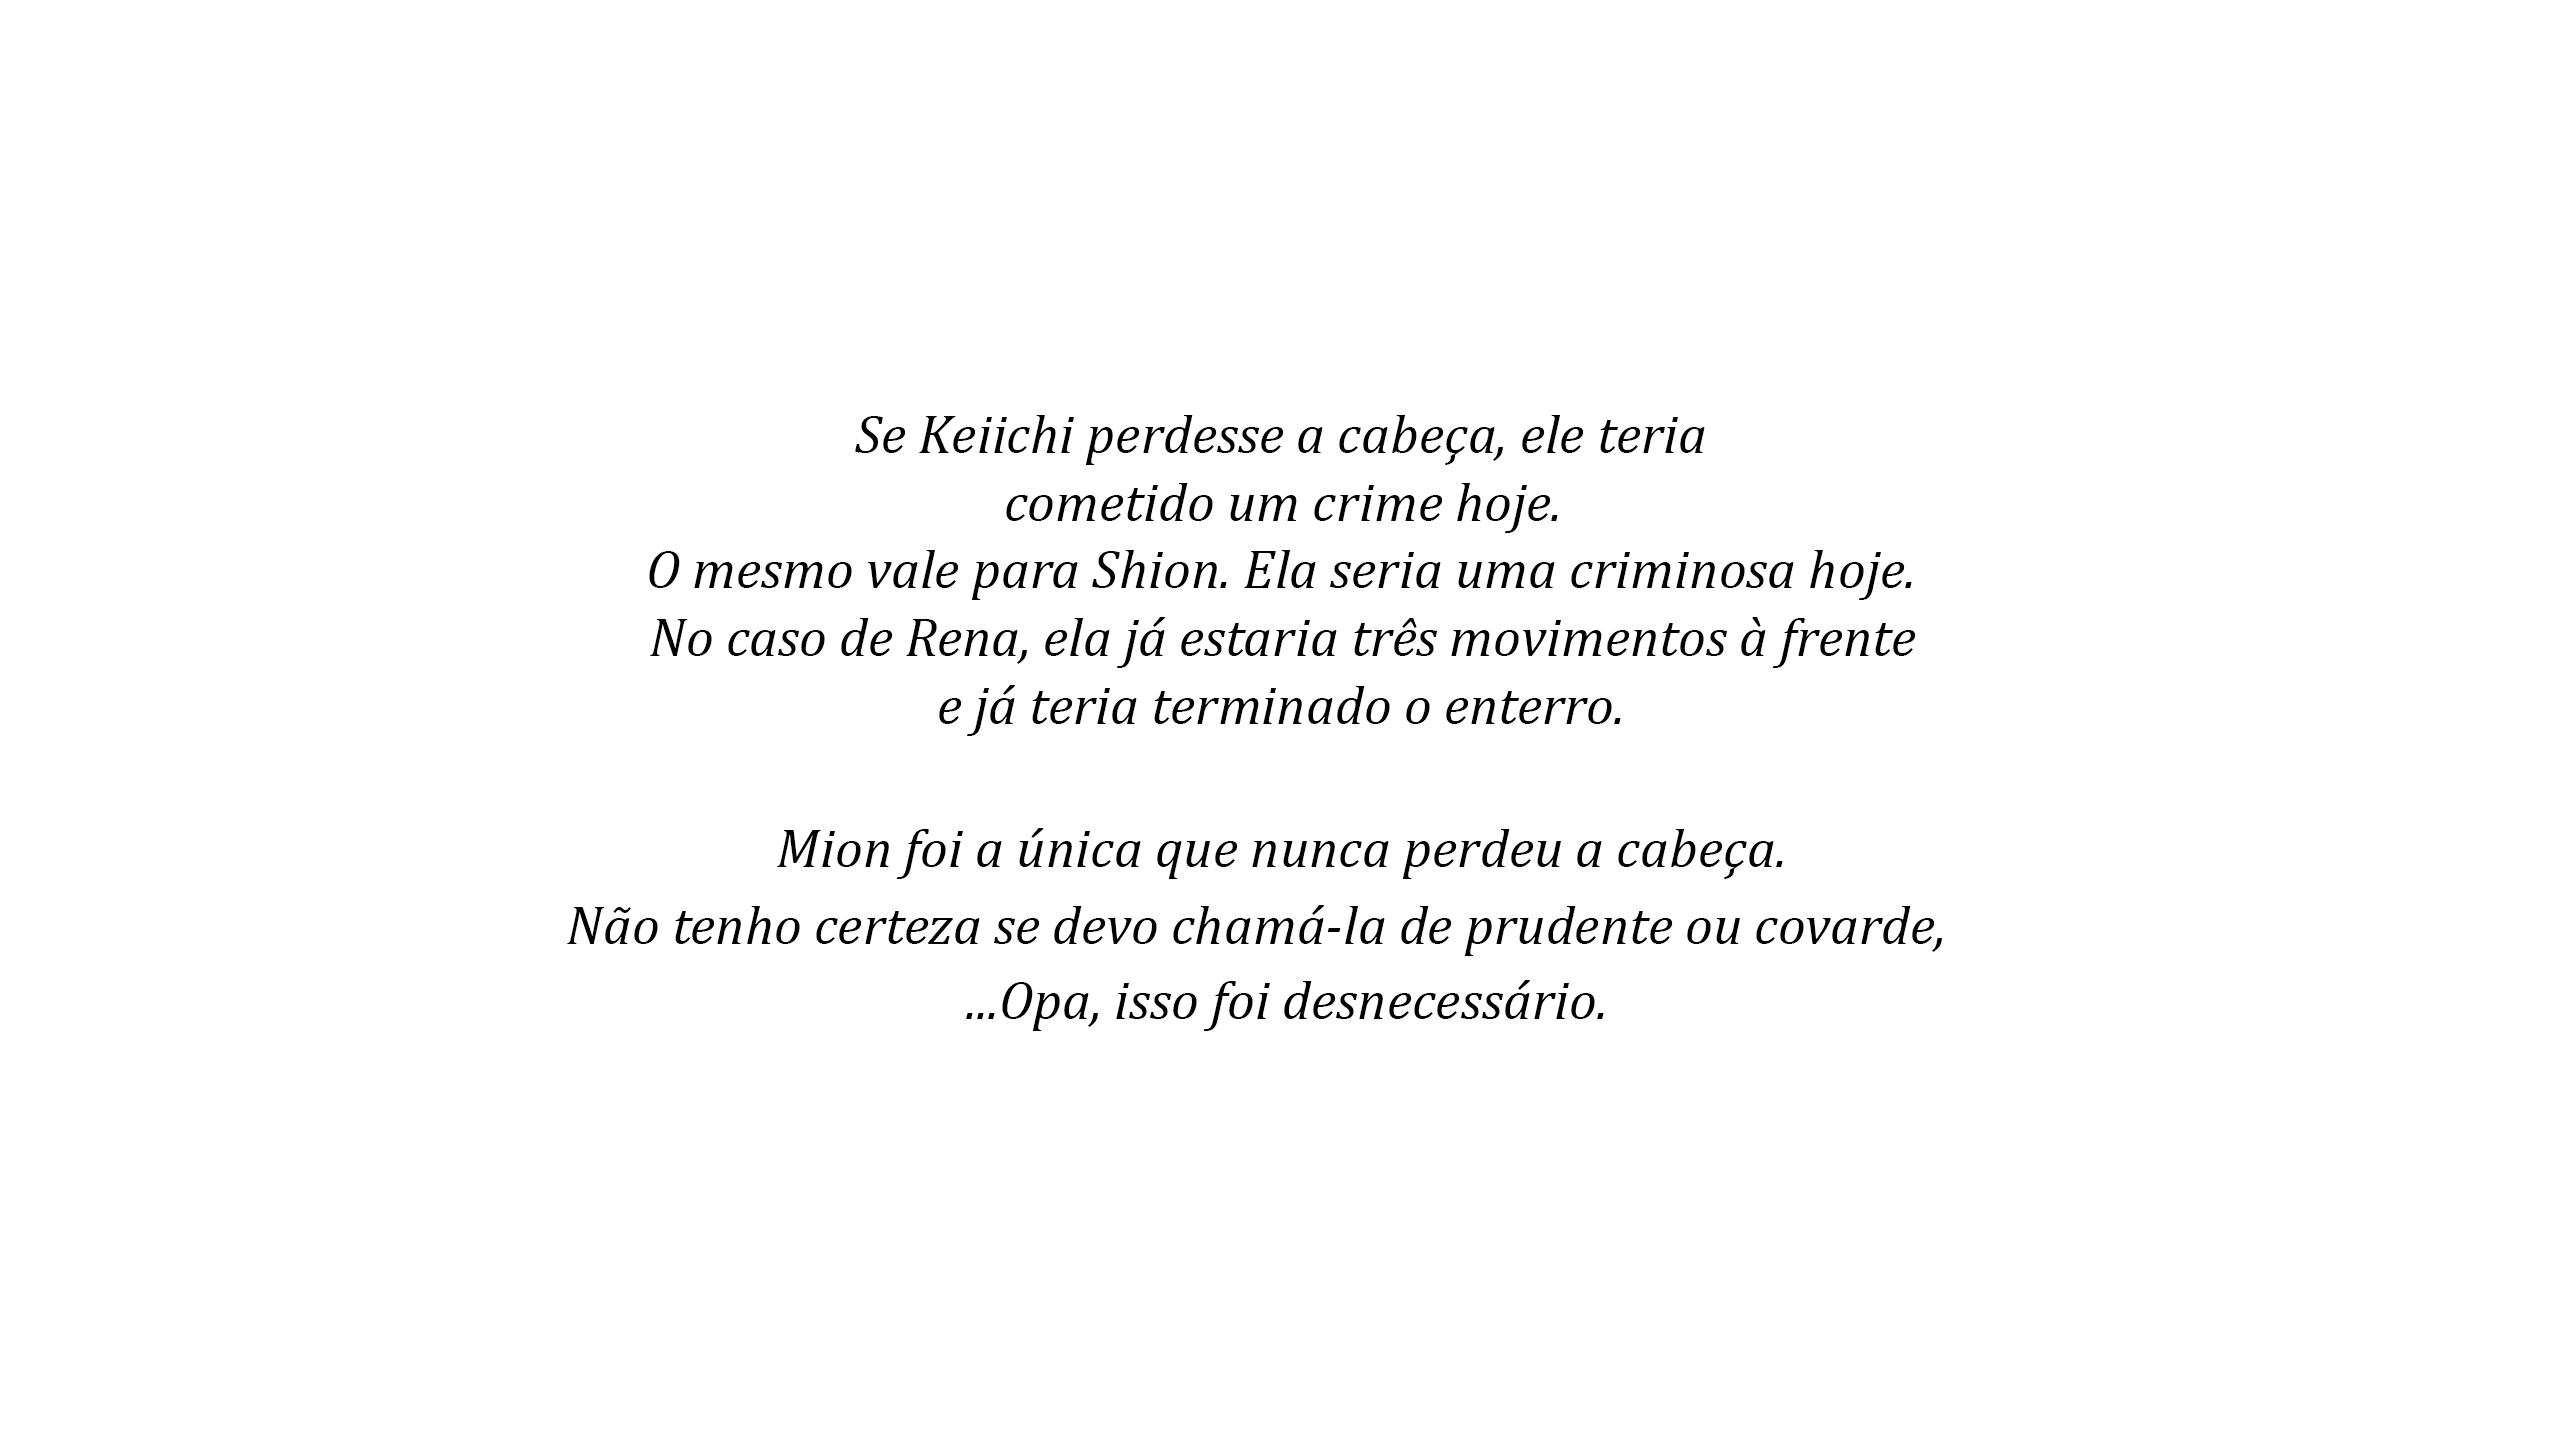 Se Keiichi perdesse a cabeça, ele teria
cometido um crime hoje.
O mesmo vale para Shion. Ela seria uma criminosa hoje.
No caso de Rena, ela já estaria três movimentos à frente
e já teria terminado o enterro.
Mion foi a única que nunca perdeu a cabeça.
Não tenho certeza se devo chamá-la de prudente ou covarde,
...Opa, isso foi desnecessário.